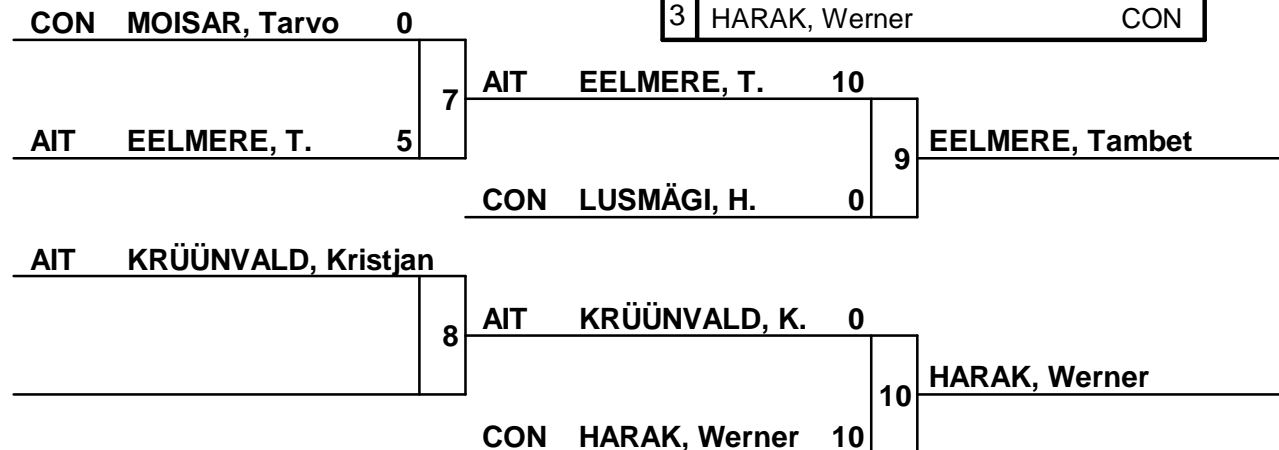 CON MOISAR, Tarvo 0
3 HARAK, Werner CON
7
AIT EELMERE, T. 10
AIT EELMERE, T. 5
9
EELMERE, Tambet
CON LUSMÄGI, H. 0
AIT KRÜÜNVALD, Kristjan
8
AIT KRÜÜNVALD, K. 0
10
HARAK, Werner
CON HARAK, Werner 10